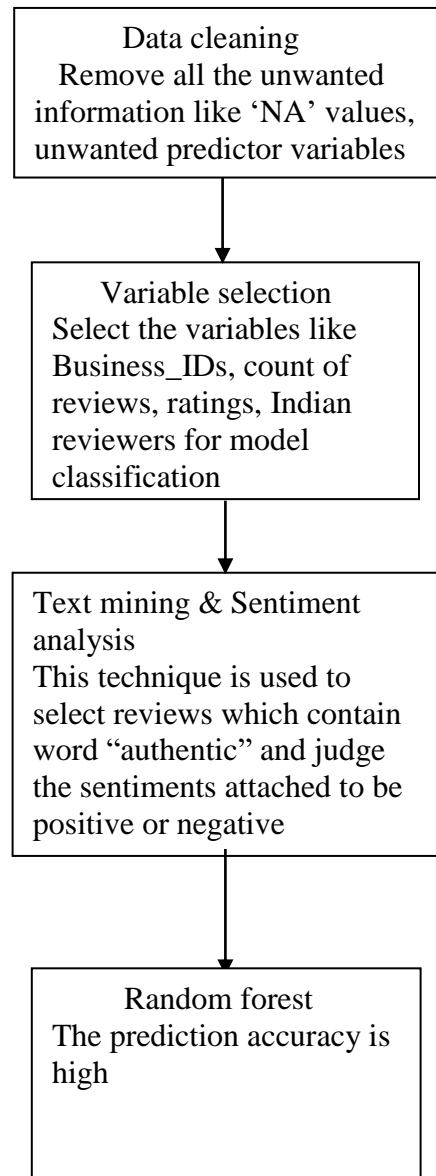 Data cleaning
Remove all the unwanted
information like ‘NA’ values,
unwanted predictor variables
Variable selection
Select the variables like
Business_IDs, count of
reviews, ratings, Indian
reviewers for model
classification
Text mining & Sentiment
analysis
This technique is used to
select reviews which contain
word “authentic” and judge
the sentiments attached to be
positive or negative
Random forest
The prediction accuracy is
high